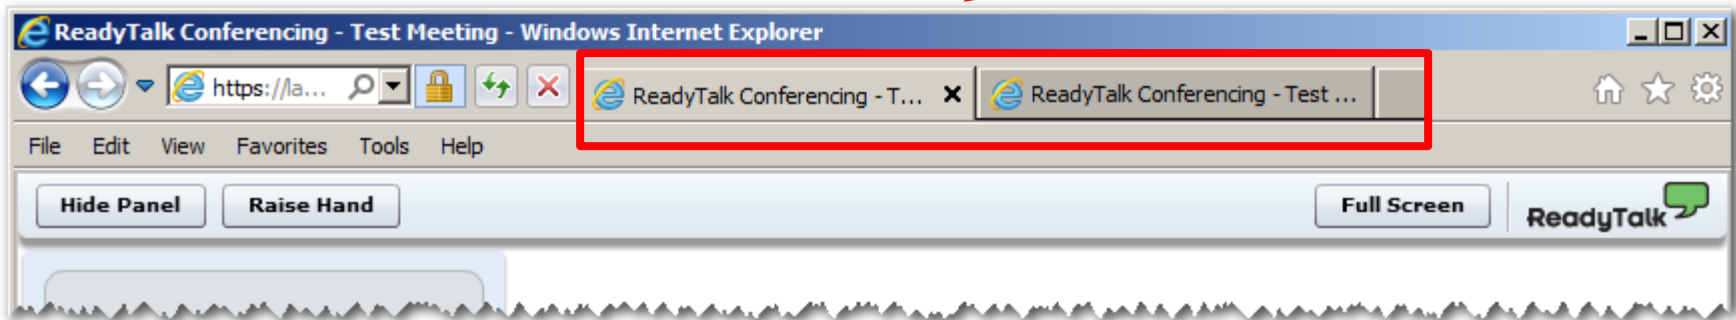 ReadyTalk Conferencing - Test Meeting - Windows Internet Explorer
https://la...
ReadyTalk Conferencing - T...
ReadyTalk Conferencing - Test ...
File Edit View Favorites Tools Help
Hide Panel Raise Hand Full Screen ReadyTalk